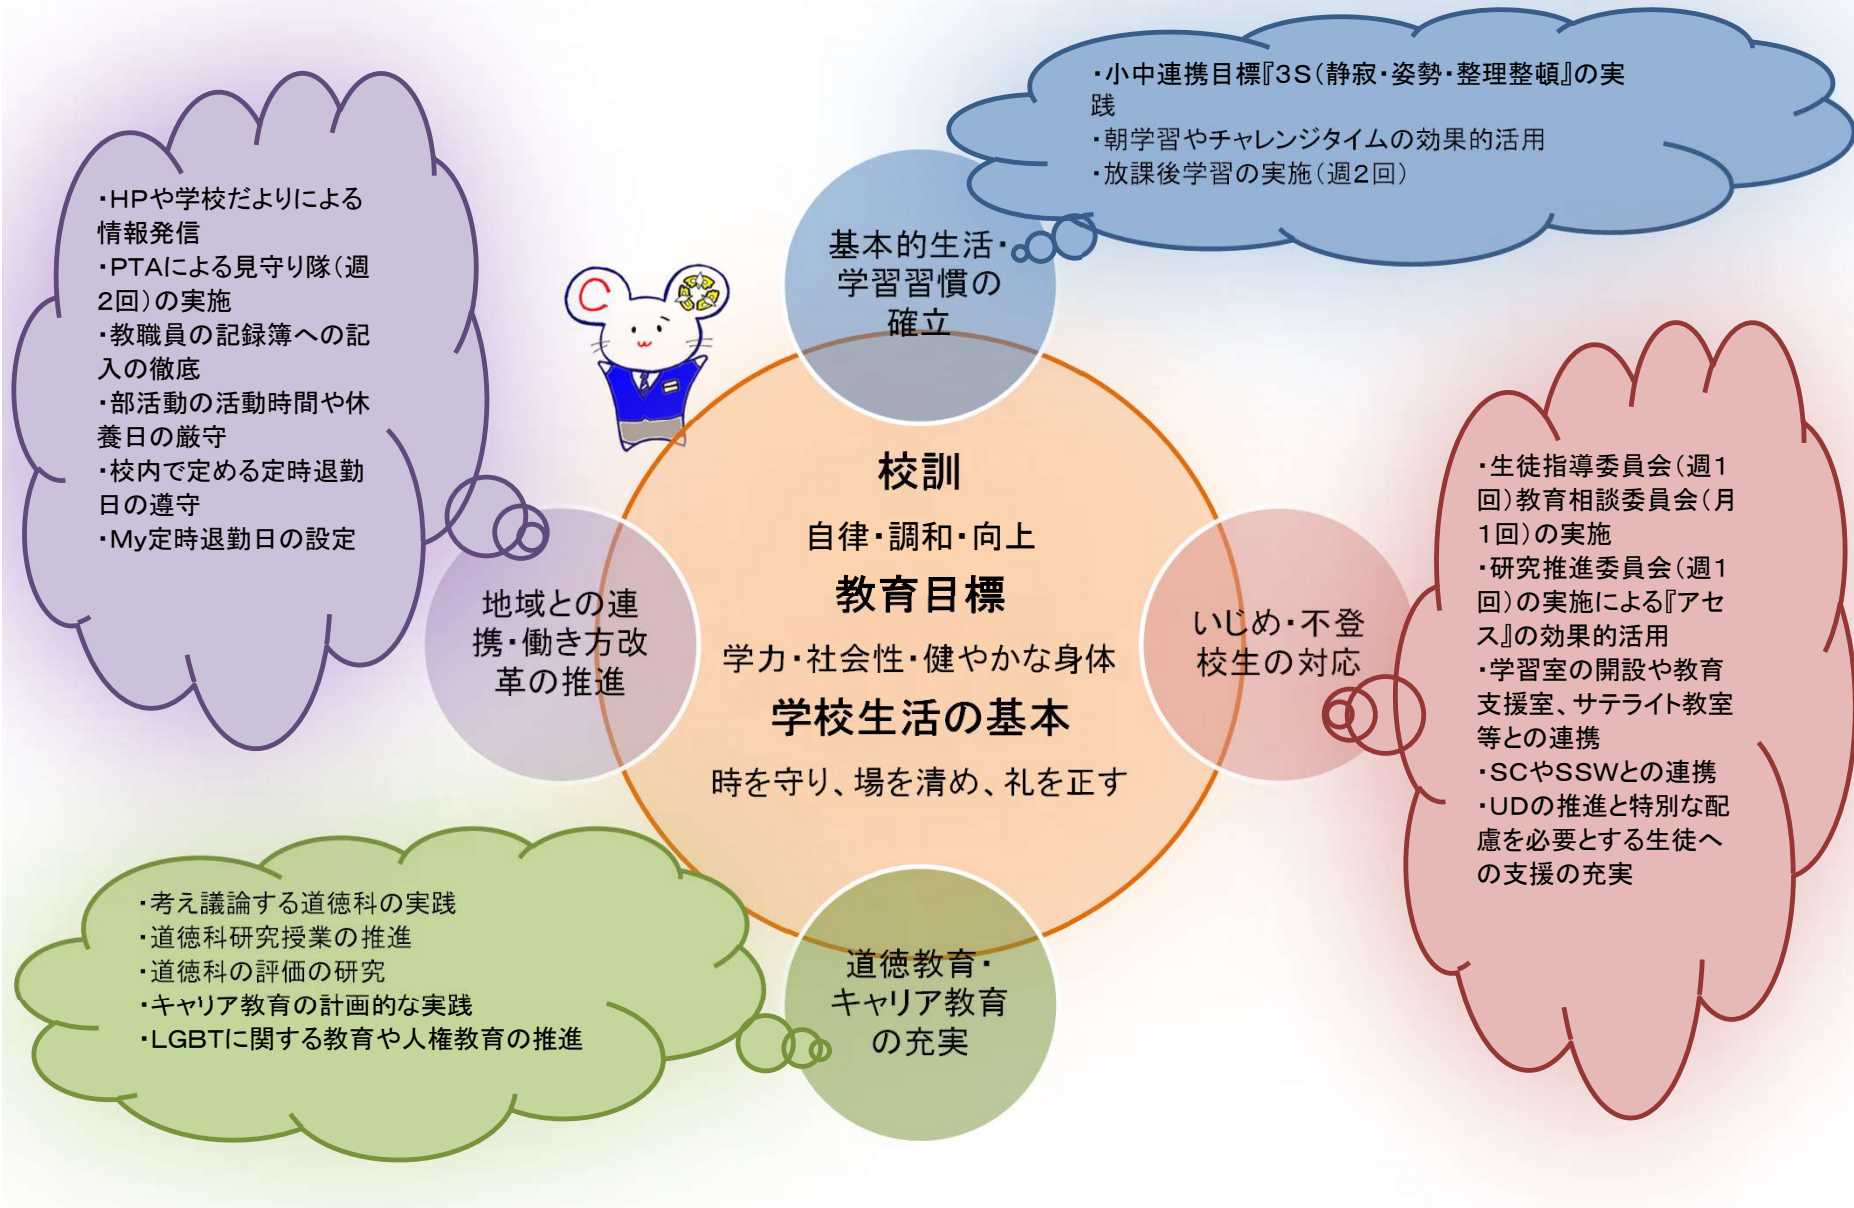 ・小中連携目標『3S(静寂・姿勢・整理整頓』の実
践
・朝学習やチャレンジタイムの効果的活用
・放課後学習の実施(週2回)
基本的生活・
学習習慣の
確立
・HPや学校だよりによる
情報発信
・PTAによる見守り隊(週
2回)の実施
・教職員の記録簿への記
入の徹底
・部活動の活動時間や休
養日の厳守
・校内で定める定時退勤
日の遵守
・My定時退勤日の設定
地域との連
携・働き方改
革の推進
C
校訓
自律・調和・向上
教育目標
学力・社会性・健やかな身体
学校生活の基本
時を守り、場を清め、礼を正す
いじめ・不登
校生の対応
・生徒指導委員会(週1
回)教育相談委員会(月
1回)の実施
・研究推進委員会(週1
回)の実施による『アセ
ス』の効果的活用
・学習室の開設や教育
支援室、サテライト教室
等との連携
・SCやSSWとの連携
・UDの推進と特別な配
慮を必要とする生徒へ
の支援の充実
・考え議論する道徳科の実践
・道徳科研究授業の推進
・道徳科の評価の研究
・キャリア教育の計画的な実践
・LGBTに関する教育や人権教育の推進
道徳教育・
キャリア教育
の充実